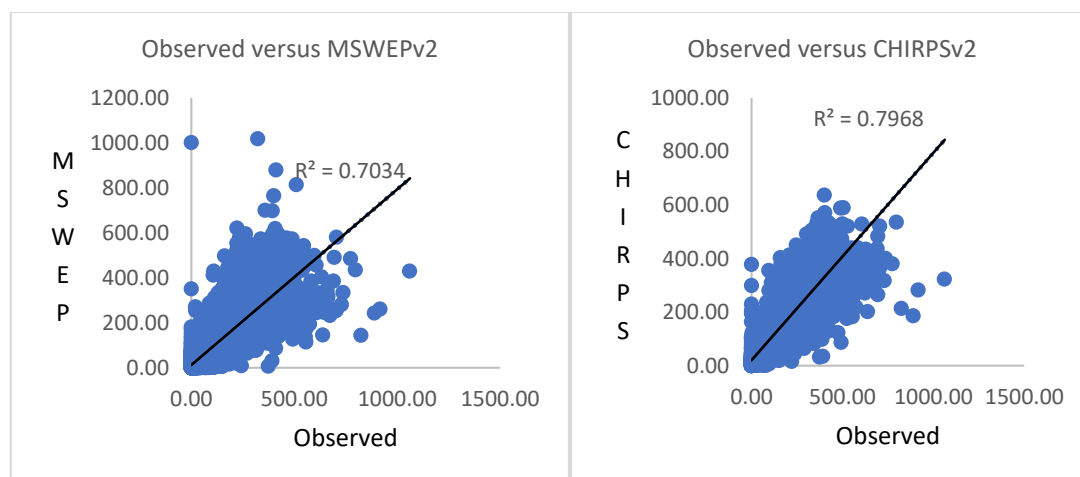 Observed versus MSWEPv2
1200.00
1000.00
800.00
600.00
400.00
200.00
0.00
M
S
W
E
P
R² = 0.7034
0.00 500.00 1000.00 1500.00
Observed
Observed versus CHIRPSv2
1000.00
800.00
600.00
400.00
200.00
0.00
C
H
I
R
P
S
R² = 0.7968
0.00 500.00 1000.00 1500.00
Observed